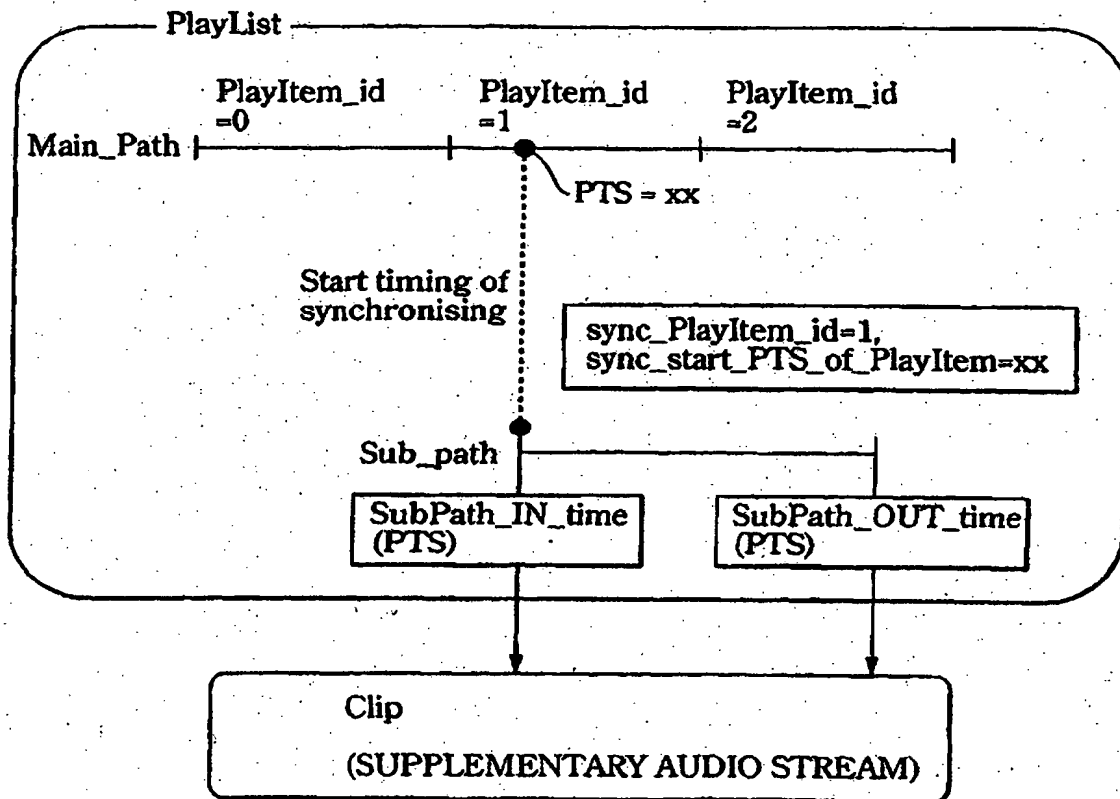 PlayList
PlayItem_id
=0
PlayItem_id
=1
PlayItem_id
=2
Main_Path
PTS = xx
Start timing of
synchronising
sync_PlayItem_id=1,
sync_start_PTS_of_PlayItem=xx
Sub_path
SubPath_IN_time
(PTS)
SubPath_OUT_time
(PTS)
Clip
(SUPPLEMENTARY AUDIO STREAM)